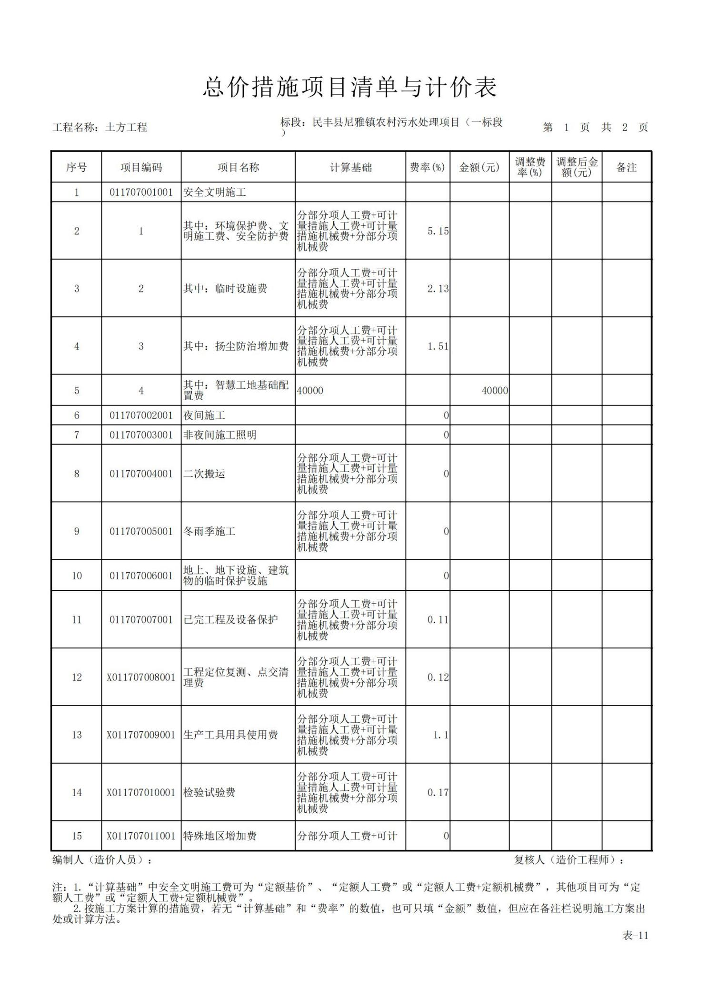 总价措施项目清单与计价表
工程名称：土方工程
标段：民丰县尼雅镇农村污水处理项目（一标段
）
第 1 页 共 2 页
序号 项目编码 项目名称 计算基础 费率(%) 金额(元) 调整费 调整后金 备注
率(%) 额(元)
1 011707001001 安全文明施工
2 1 其中：环境保护费、文
明施工费、安全防护费
分部分项人工费+可计
量措施人工费+可计量
措施机械费+分部分项
机械费
5.15
3 2 其中：临时设施费
分部分项人工费+可计
量措施人工费+可计量
措施机械费+分部分项
机械费
2.13
4 3 其中：扬尘防治增加费
分部分项人工费+可计
量措施人工费+可计量
措施机械费+分部分项
机械费
1.51
5 4 其中：智慧工地基础配
置费
40000 40000
6 011707002001 夜间施工 0
7 011707003001 非夜间施工照明 0
8 011707004001 二次搬运
分部分项人工费+可计
量措施人工费+可计量
措施机械费+分部分项
机械费
0
9 011707005001 冬雨季施工
分部分项人工费+可计
量措施人工费+可计量
措施机械费+分部分项
机械费
0
10 011707006001 地上、地下设施、建筑
物的临时保护设施
0
11 011707007001 已完工程及设备保护
分部分项人工费+可计
量措施人工费+可计量
措施机械费+分部分项
机械费
0.11
12 X011707008001 工程定位复测、点交清
理费
分部分项人工费+可计
量措施人工费+可计量
措施机械费+分部分项
机械费
0.12
13 X011707009001 生产工具用具使用费
分部分项人工费+可计
量措施人工费+可计量
措施机械费+分部分项
机械费
1.1
14 X011707010001 检验试验费
分部分项人工费+可计
量措施人工费+可计量
措施机械费+分部分项
机械费
0.17
15 X011707011001 特殊地区增加费 分部分项人工费+可计 0
编制人（造价人员）： 复核人（造价工程师）：
注：1.“计算基础”中安全文明施工费可为“定额基价”、“定额人工费”或“定额人工费+定额机械费”，其他项目可为“定
额人工费”或“定额人工费+定额机械费”。
2.按施工方案计算的措施费，若无“计算基础”和“费率”的数值，也可只填“金额”数值，但应在备注栏说明施工方案出
处或计算方法。
表-11